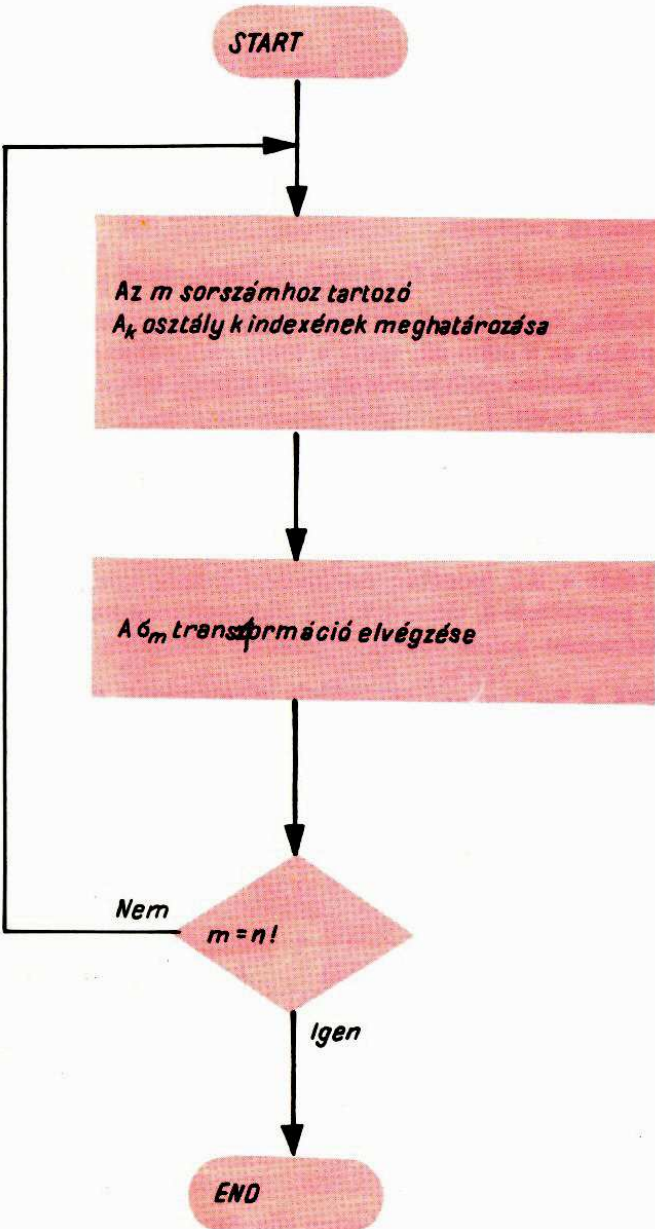 START
Az m sorszámhoz tartozó
Aₖ osztály k indexének meghatározása
A σₘ transzformáció elvégzése
Nem
m = n!
Igen
END